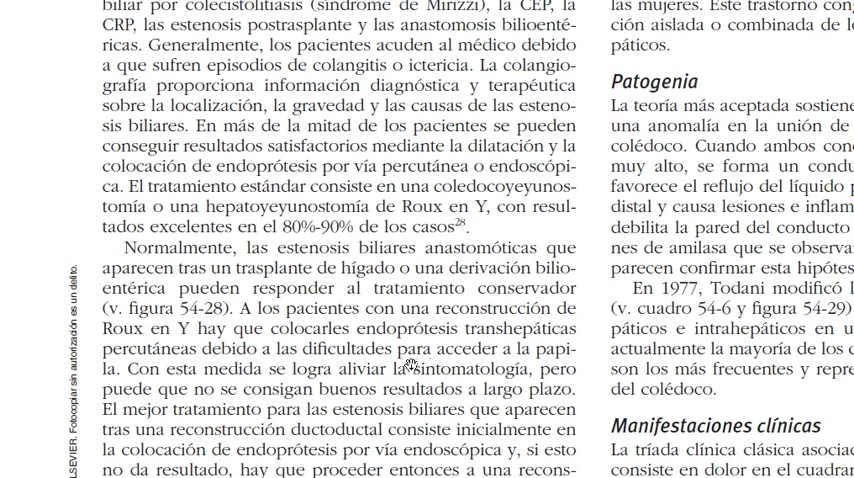 biliar por colecistolitiasis (síndrome de Mirizzi), la CEP, la
CRP, las estenosis postrasplante y las anastomosis bilioenté-
ricas. Generalmente, los pacientes acuden al médico debido
a que sufren episodios de colangitis o ictericia. La colangio-
grafía proporciona información diagnóstica y terapéutica
sobre la localización, la gravedad y las causas de las esteno-
sis biliares. En más de la mitad de los pacientes se pueden
conseguir resultados satisfactorios mediante la dilatación y la
colocación de endoprótesis por vía percutánea o endoscópi-
ca. El tratamiento estándar consiste en una coledocoyeyunos-
tomía o una hepatoyeyunostomía de Roux en Y, con resul-
tados excelentes en el 80%-90% de los casos28.
Normalmente, las estenosis biliares anastomóticas que
aparecen tras un trasplante de hígado o una derivación bilio-
entérica pueden responder al tratamiento conservador
(v. figura 54-28). A los pacientes con una reconstrucción de
Roux en Y hay que colocarles endoprótesis transhepáticas
percutáneas debido a las dificultades para acceder a la papi-
la. Con esta medida se logra aliviar la sintomatología, pero
puede que no se consigan buenos resultados a largo plazo.
El mejor tratamiento para las estenosis biliares que aparecen
tras una reconstrucción ductoductal consiste inicialmente en
la colocación de endoprótesis por vía endoscópica y, si esto
no da resultado, hay que proceder entonces a una recons-
las mujeres. Este trastorno con
ción aislada o combinada de l
páticos.
Patogenia
La teoría más aceptada sostiene
una anomalía en la unión de
colédoco. Cuando ambos con
muy alto, se forma un condu
favorece el reflujo del líquido p
distal y causa lesiones e inflam
debilita la pared del conducto
nes de amilasa que se observa
parecen confirmar esta hipótes
En 1977, Todani modificó l
(v. cuadro 54-6 y figura 54-29)
páticos e intrahepáticos en u
actualmente la mayoría de los c
son los más frecuentes y repre
del colédoco.
Manifestaciones clínicas
La tríada clínica clásica asociad
consiste en dolor en el cuadran
LSEVIER. Fotocopiar sin autorización es un delito.